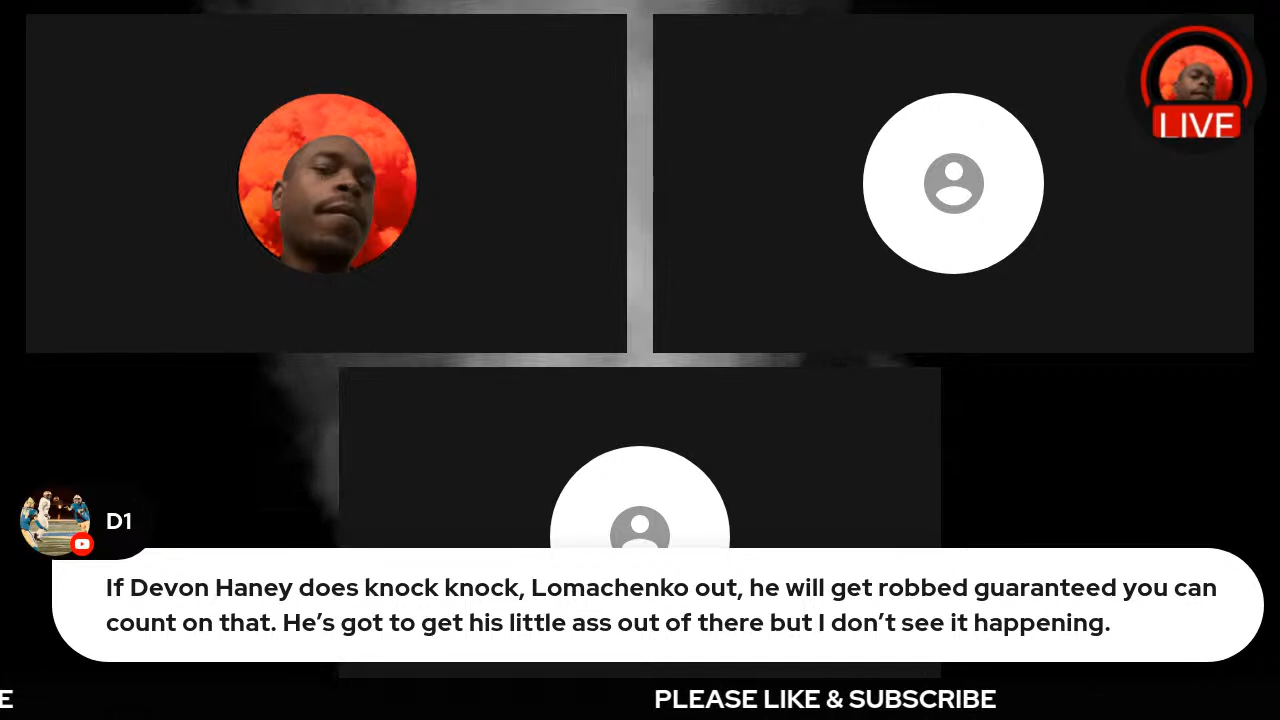 LIVE
D1
If Devon Haney does knock knock, Lomachenko out, he will get robbed guaranteed you can
count on that. He’s got to get his little ass out of there but I don’t see it happening.
E
PLEASE LIKE & SUBSCRIBE